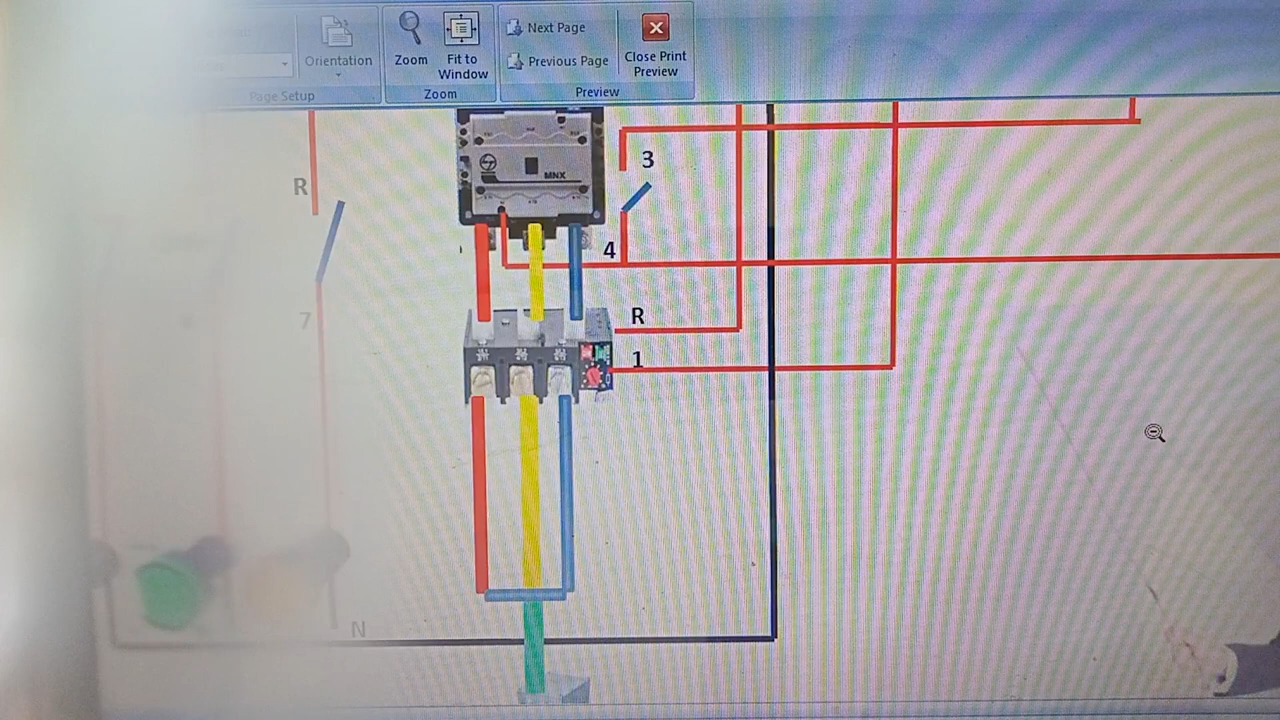 Orientation
Zoom
Fit to
Window
Next Page
Previous Page
Close Print
Preview
Page Setup
Zoom
Preview
R
7
N
MNX
3
4
R
1